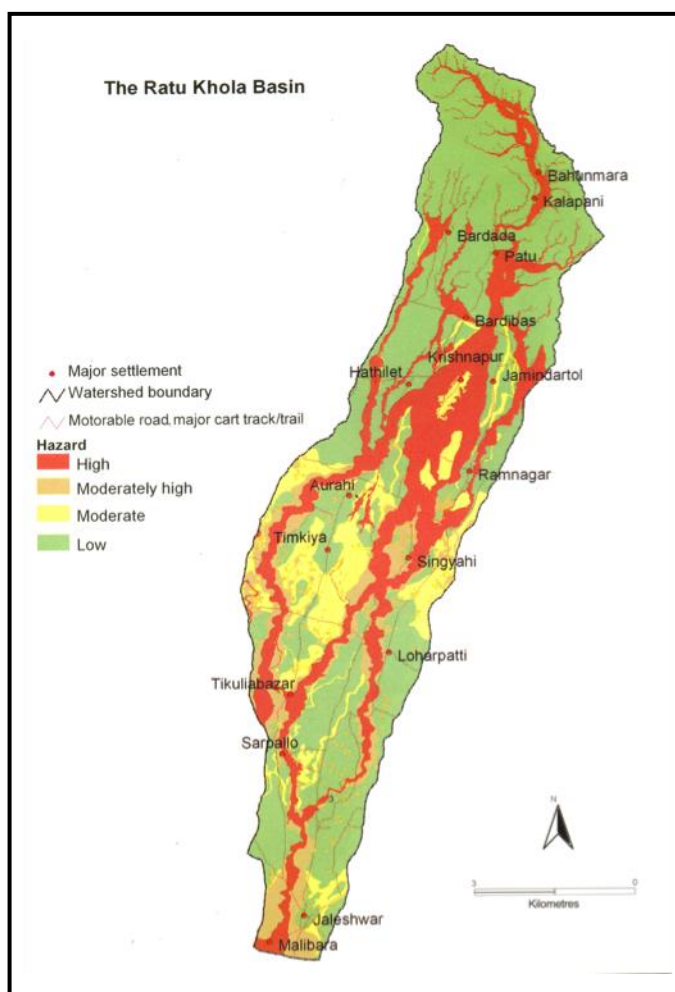 The Ratu Khola Basin
Bahunmara
Kalapani
Bardada
Patu
Bardibas
Krishnapur
Hathilet
Jamindartol
Major settlement
Watershed boundary
Motorable road, major cart track/trail
Hazard
High
Moderately high
Moderate
Low
Ramnagar
Aurahi
Timkiya
Singyahi
Loharpatti
Tikuliabazar
Sarpallo
N
3 0
Kilometres
Jaleshwar
Malibara